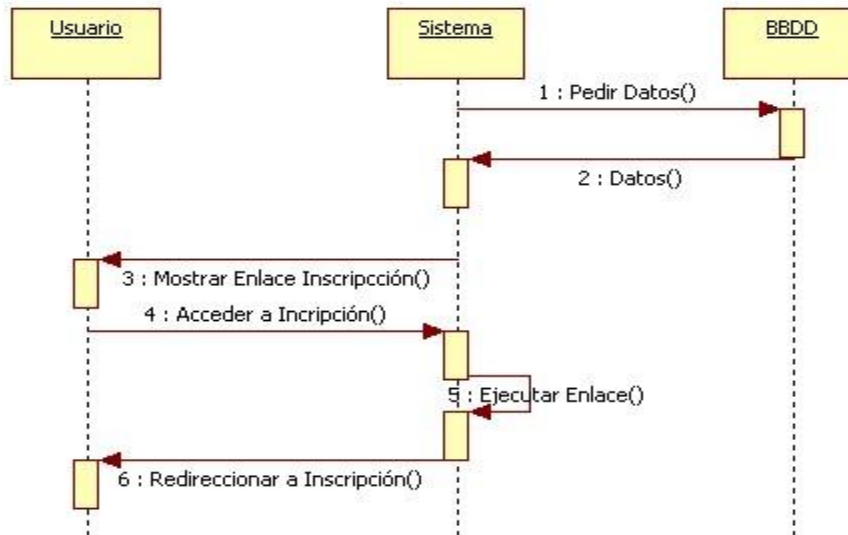 Usuario
Sistema
BBDD
1 : Pedir Datos()
2 : Datos()
3 : Mostrar Enlace Inscripcción()
4 : Acceder a Incripción()
5 : Ejecutar Enlace()
6 : Redireccionar a Inscripción()